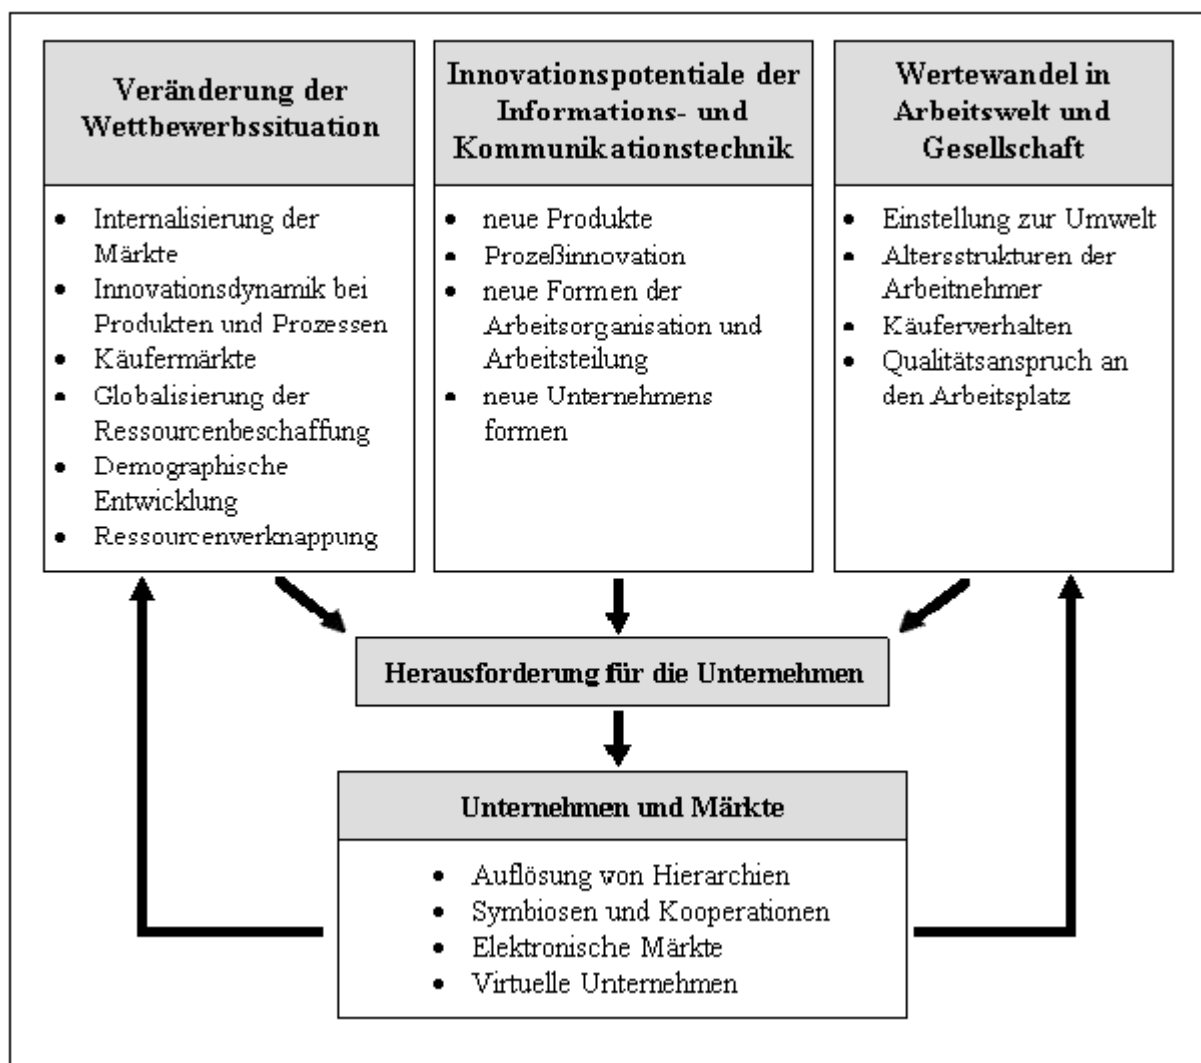 Veränderung der
Wettbewerbssituation
• Internalisierung der
Märkte
• Innovationsdynamik bei
Produkten und Prozessen
• Käufermärkte
• Globalisierung der
Ressourcenbeschaffung
• Demographische
Entwicklung
• Ressourcenverknappung
Innovationspotentiale der
Informations- und
Kommunikationstechnik
• neue Produkte
• Prozeßinnovation
• neue Formen der
Arbeitsorganisation und
Arbeitsteilung
• neue Unternehmens
formen
Wertewandel in
Arbeitswelt und
Gesellschaft
• Einstellung zur Umwelt
• Altersstrukturen der
Arbeitnehmer
• Käuferverhalten
• Qualitätsanspruch an
den Arbeitsplatz
Herausforderung für die Unternehmen
Unternehmen und Märkte
• Auflösung von Hierarchien
• Symbiosen und Kooperationen
• Elektronische Märkte
• Virtuelle Unternehmen